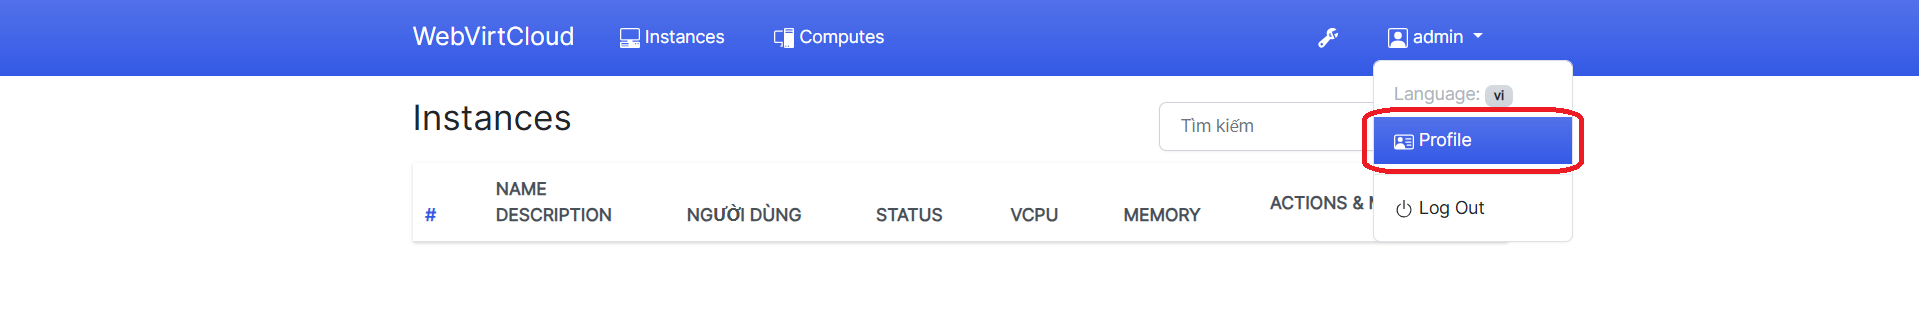 WebVirtCloud Instances Computes admin
Language: vi
Instances
Tìm kiếm
Profile
# NAME DESCRIPTION NGƯỜI DÙNG STATUS VCPU MEMORY ACTIONS &
Log Out